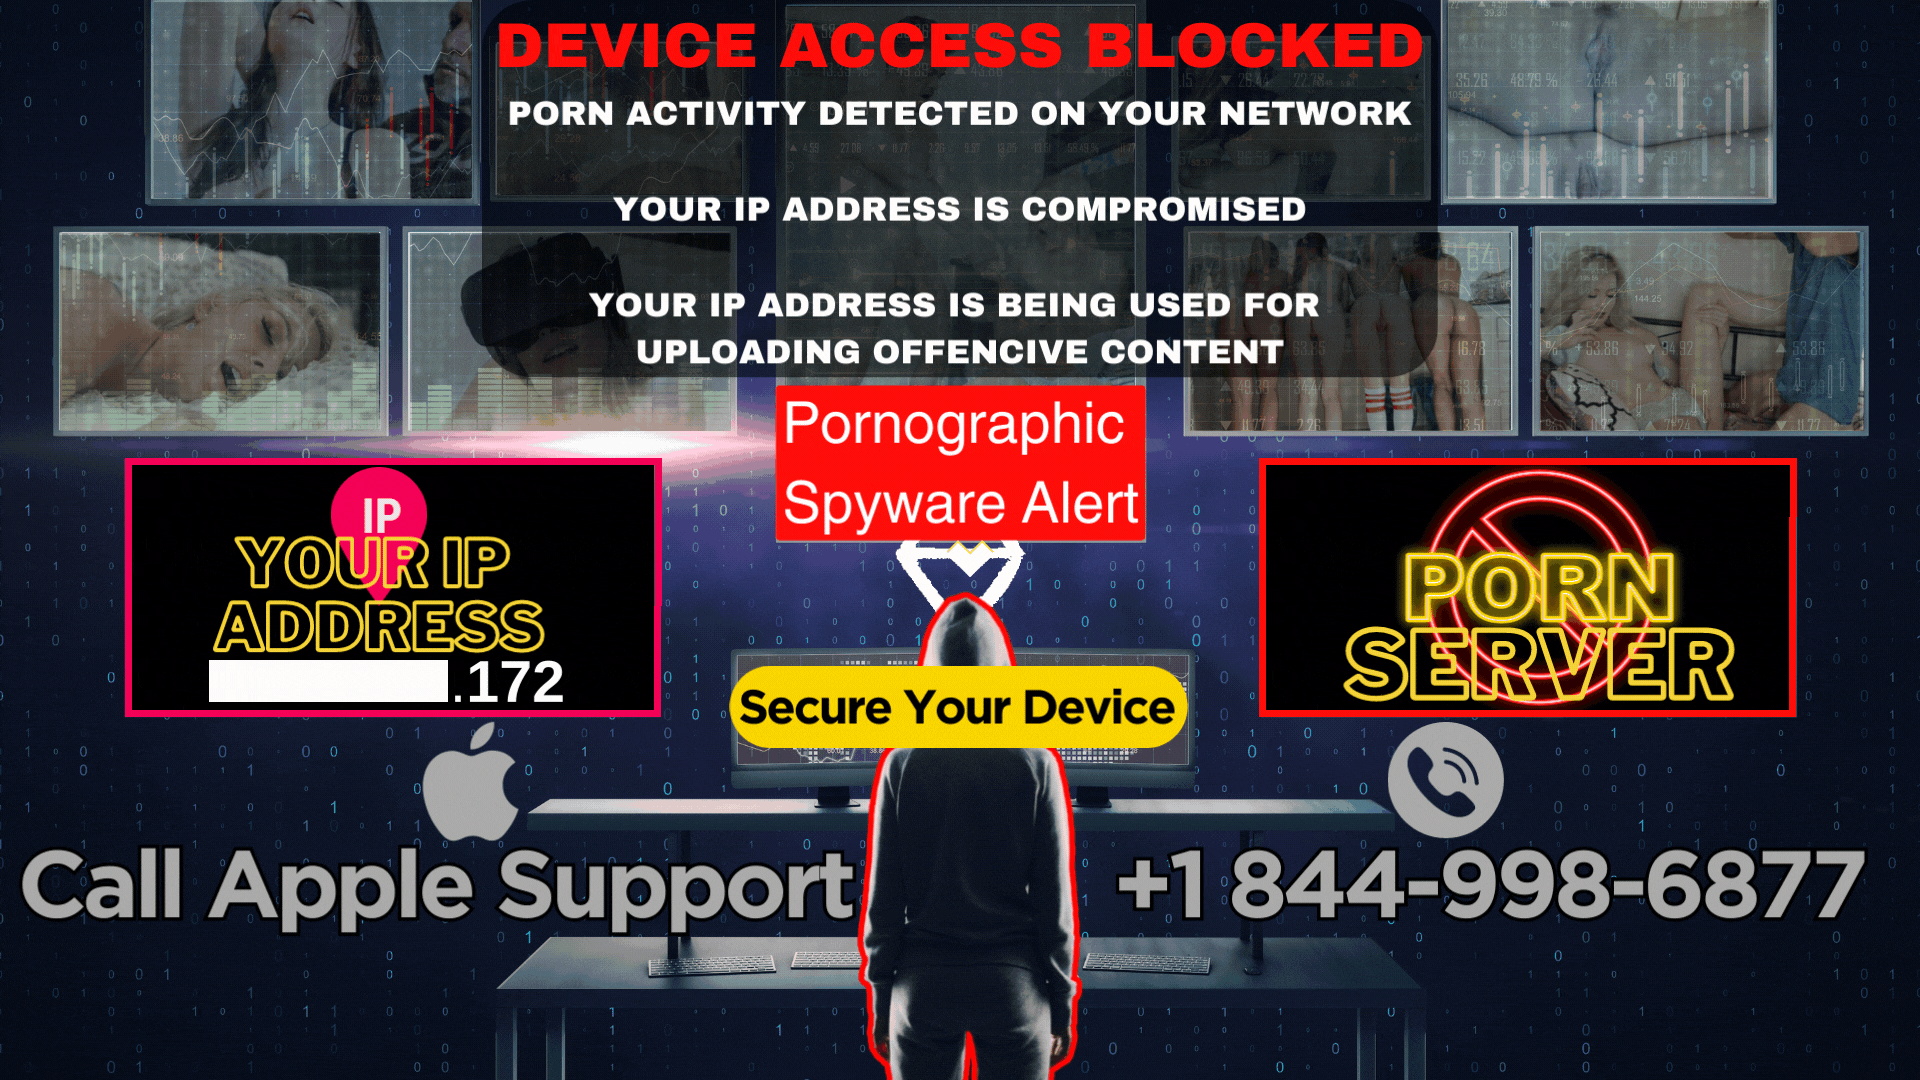 DEVICE ACCESS BLOCKED
PORN ACTIVITY DETECTED ON YOUR NETWORK
YOUR IP ADDRESS IS COMPROMISED
YOUR IP ADDRESS IS BEING USED FOR
UPLOADING OFFENCIVE CONTENT
Pornographic
Spyware Alert
IP
YOUR IP
ADDRESS
.172
PORN
SERVER
Secure Your Device
Call Apple Support
+1 844-998-6877